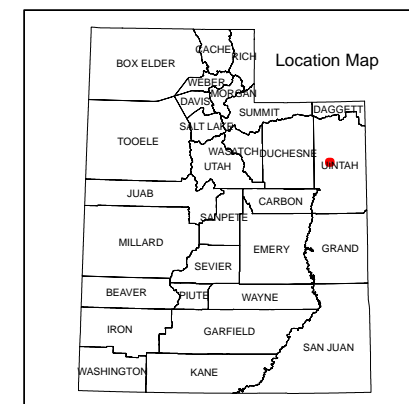 Location Map
BOX ELDER
CACHE
RICH
WEBER
MORGAN
DAVIS
SUMMIT
DAGGETT
SALT LAKE
TOOELE
WASATCH
DUCHESNE
UINTAH
UTAH
JUAB
CARBON
SANPETE
MILLARD
EMERY
GRAND
SEVIER
BEAVER
PIUTE
WAYNE
IRON
GARFIELD
SAN JUAN
WASHINGTON
KANE